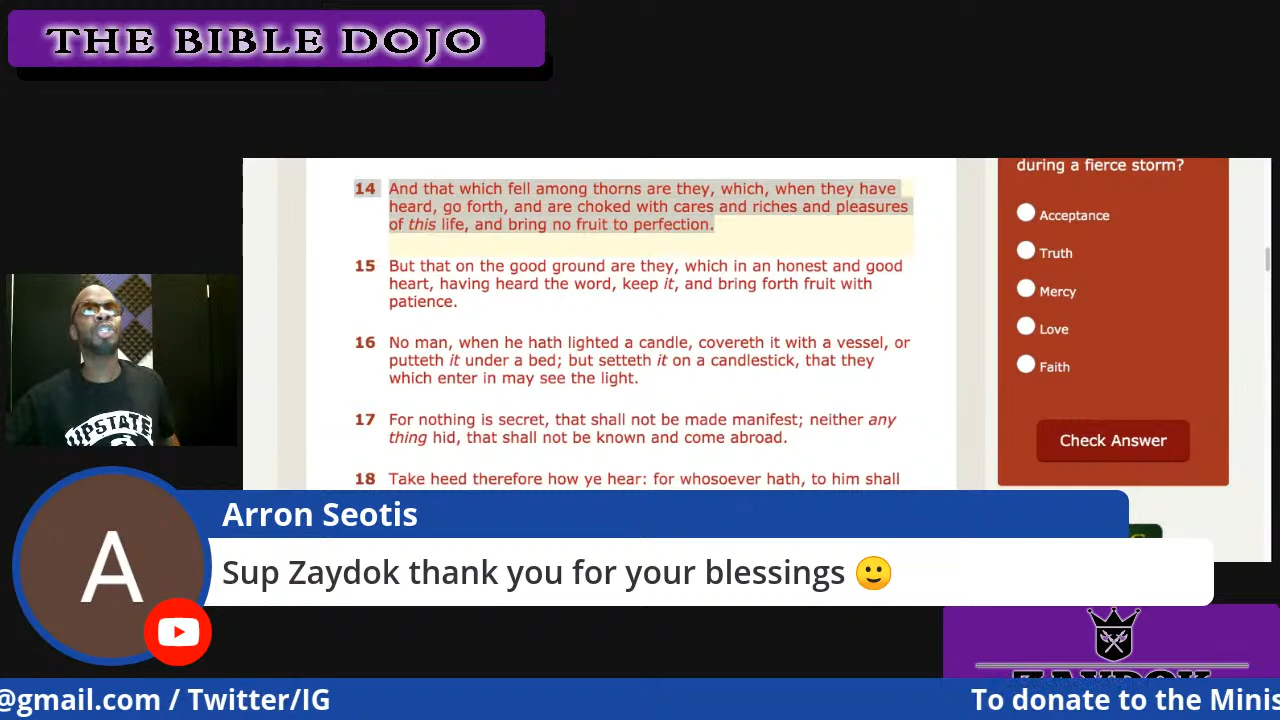 THE BIBLE DOJO
during a fierce storm?
14 And that which fell among thorns are they, which, when they have
heard, go forth, and are choked with cares and riches and pleasures
of this life, and bring no fruit to perfection.
15 But that on the good ground are they, which in an honest and good
heart, having heard the word, keep it, and bring forth fruit with
patience.
16 No man, when he hath lighted a candle, covereth it with a vessel, or
putteth it under a bed; but setteth it on a candlestick, that they
which enter in may see the light.
17 For nothing is secret, that shall not be made manifest; neither any
thing hid, that shall not be known and come abroad.
18 Take heed therefore how ye hear: for whosoever hath, to him shall
Acceptance
Truth
Mercy
Love
Faith
Check Answer
UPSTATE
A
Arron Seotis
Sup Zaydok thank you for your blessings 🙂
ZAYDOK
@gmail.com / Twitter/IG
To donate to the Minis